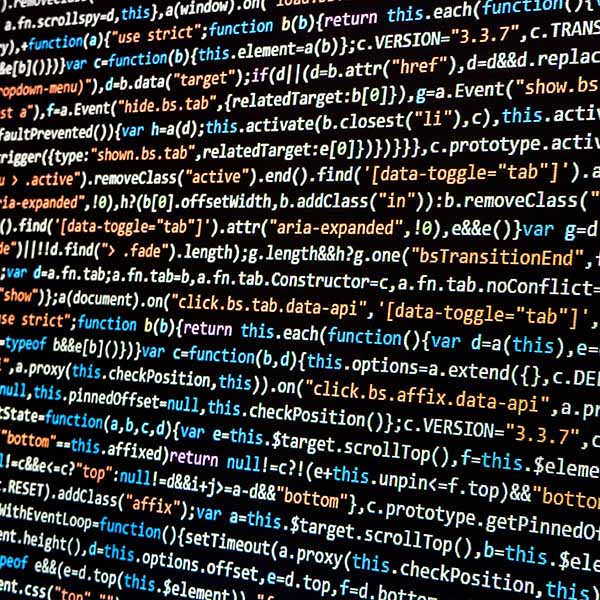 a.fn.scrollspy=d,this},a(window).on("load
ry),+function(a){"use strict";function b(b){return this.each(function(){
&&e[b]()})}var c=function(b){this.element=a(b)};c.VERSION="3.3.7",c.TRANS
ropdown-menu)"),d=b.data("target");if(d||(d=b.attr("href"),d=d&&d.replac
st a"),f=a.Event("hide.bs.tab",{relatedTarget:b[0]}),g=a.Event("show.bs
faultPrevented()){var h=a(d);this.activate(b.closest("li"),c),this.activ
rigger({type:"shown.bs.tab",relatedTarget:e[0]})})}}},c.prototype.activ
u > .active").removeClass("active").end().find('[data-toggle="tab"]').a
ria-expanded",!0),h?(b[0].offsetWidth,b.addClass("in")):b.removeClass("
().find('[data-toggle="tab"]').attr("aria-expanded",!0),e&&e()}var g=d
de")||!!d.find("> .fade").length);g.length&&h?g.one("bsTransitionEnd",f
;var d=a.fn.tab;a.fn.tab=b,a.fn.tab.Constructor=c,a.fn.tab.noConflict=
"show")};a(document).on("click.bs.tab.data-api",'[data-toggle="tab"]',
use strict";function b(b){return this.each(function(){var d=a(this),e=
=typeof b&&e[b]()})}var c=function(b,d){this.options=a.extend({},c.DE
",a.proxy(this.checkPosition,this)).on("click.bs.affix.data-api",a.pr
null,this.pinnedOffset=null,this.checkPosition()};c.VERSION="3.3.7",c
tState=function(a,b,c,d){var e=this.$target.scrollTop(),f=this.$eleme
"bottom"==this.affixed)return null!=c?!(e+this.unpin<=f.top)&&"botto
l!=c&&e<=c?"top":null!=d&&i+j>=a-d&&"bottom"},c.prototype.getPinnedO
.RESET).addClass("affix");var a=this.$target.scrollTop(),b=this.$ele
WithEventLoop=function(){setTimeout(a.proxy(this.checkPosition,this)
ent.height(),d=this.options.offset,e=d.top,f=d.bottom
peof e&&(e=d.top(this.$element)),"f
ent.css("top","")